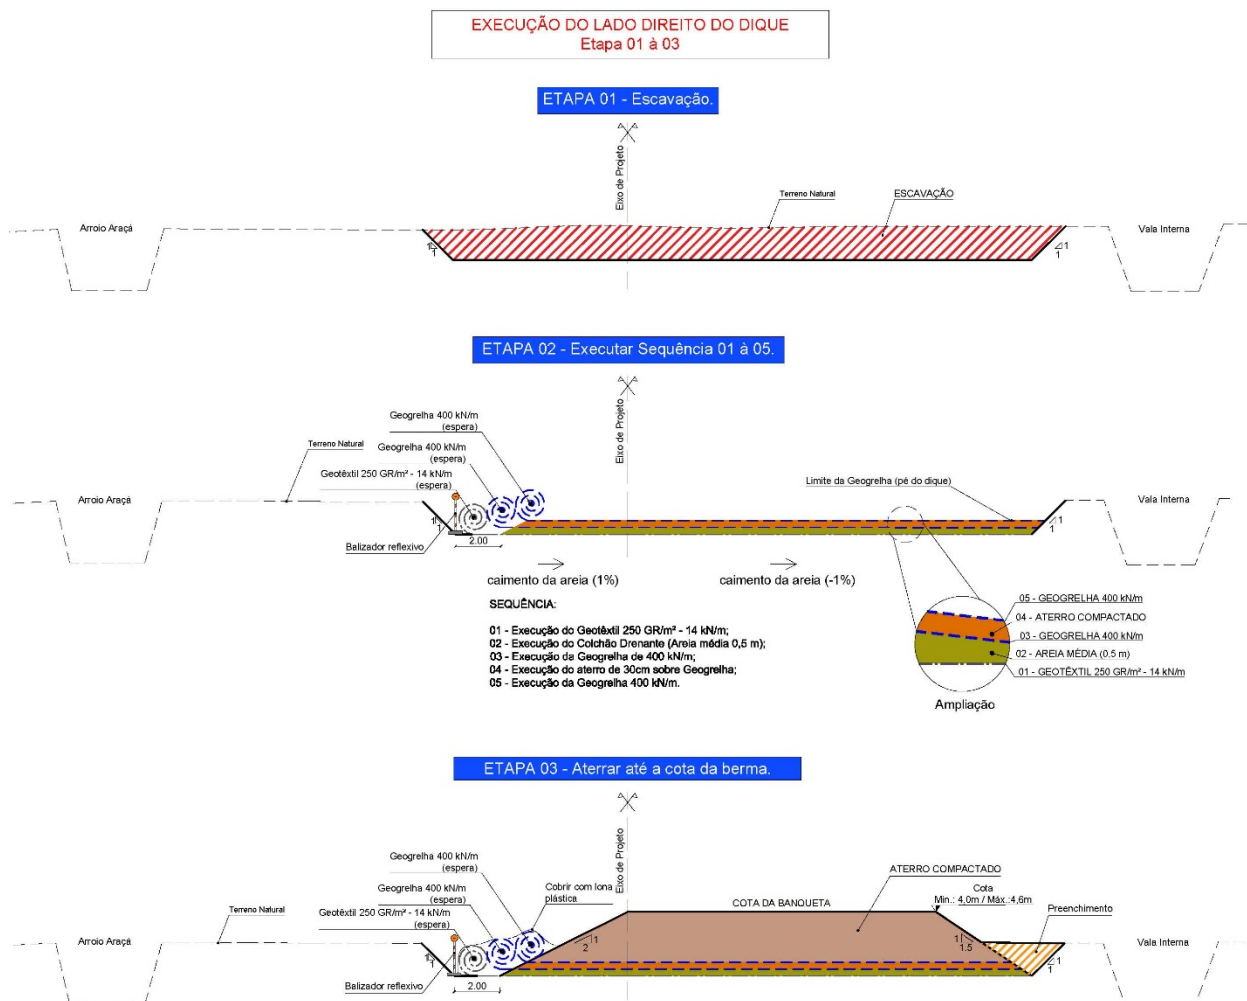 EXECUÇÃO DO LADO DIREITO DO DIQUE
Etapa 01 à 03
ETAPA 01 - Escavação.
Eixo de Projeto
Terreno Natural
ESCAVAÇÃO
Arroio Araçá
Vala Interna
1
1
1
1
ETAPA 02 - Executar Sequência 01 à 05.
Eixo de Projeto
Geogrelha 400 kN/m
(espera)
Terreno Natural
Geogrelha 400 kN/m
(espera)
Geotêxtil 250 GR/m² - 14 kN/m
(espera)
Limite da Geogrelha (pé do dique)
Arroio Araçá
Vala Interna
1
1
1
1
Balizador reflexivo
2.00
caimento da areia (1%)
caimento da areia (-1%)
SEQUÊNCIA:
01 - Execução do Geotêxtil 250 GR/m² - 14 kN/m;
02 - Execução do Colchão Drenante (Areia média 0,5 m);
03 - Execução da Geogrelha de 400 kN/m;
04 - Execução do aterro de 30cm sobre Geogrelha;
05 - Execução da Geogrelha 400 kN/m.
05 - GEOGRELHA 400 kN/m
04 - ATERRO COMPACTADO
03 - GEOGRELHA 400 kN/m
02 - AREIA MÉDIA (0.5 m)
01 - GEOTÊXTIL 250 GR/m² - 14 kN/m
Ampliação
ETAPA 03 - Aterrar até a cota da berma.
Eixo de Projeto
Geogrelha 400 kN/m
(espera)
Geogrelha 400 kN/m
(espera)
Cobrir com lona
plástica
ATERRO COMPACTADO
Cota
Min.: 4,0m / Máx.:4,6m
COTA DA BANQUETA
Preenchimento
Terreno Natural
Geotêxtil 250 GR/m² - 14 kN/m
(espera)
Arroio Araçá
Vala Interna
1
1
1
2
1
1.5
1
1
Balizador reflexivo
2.00